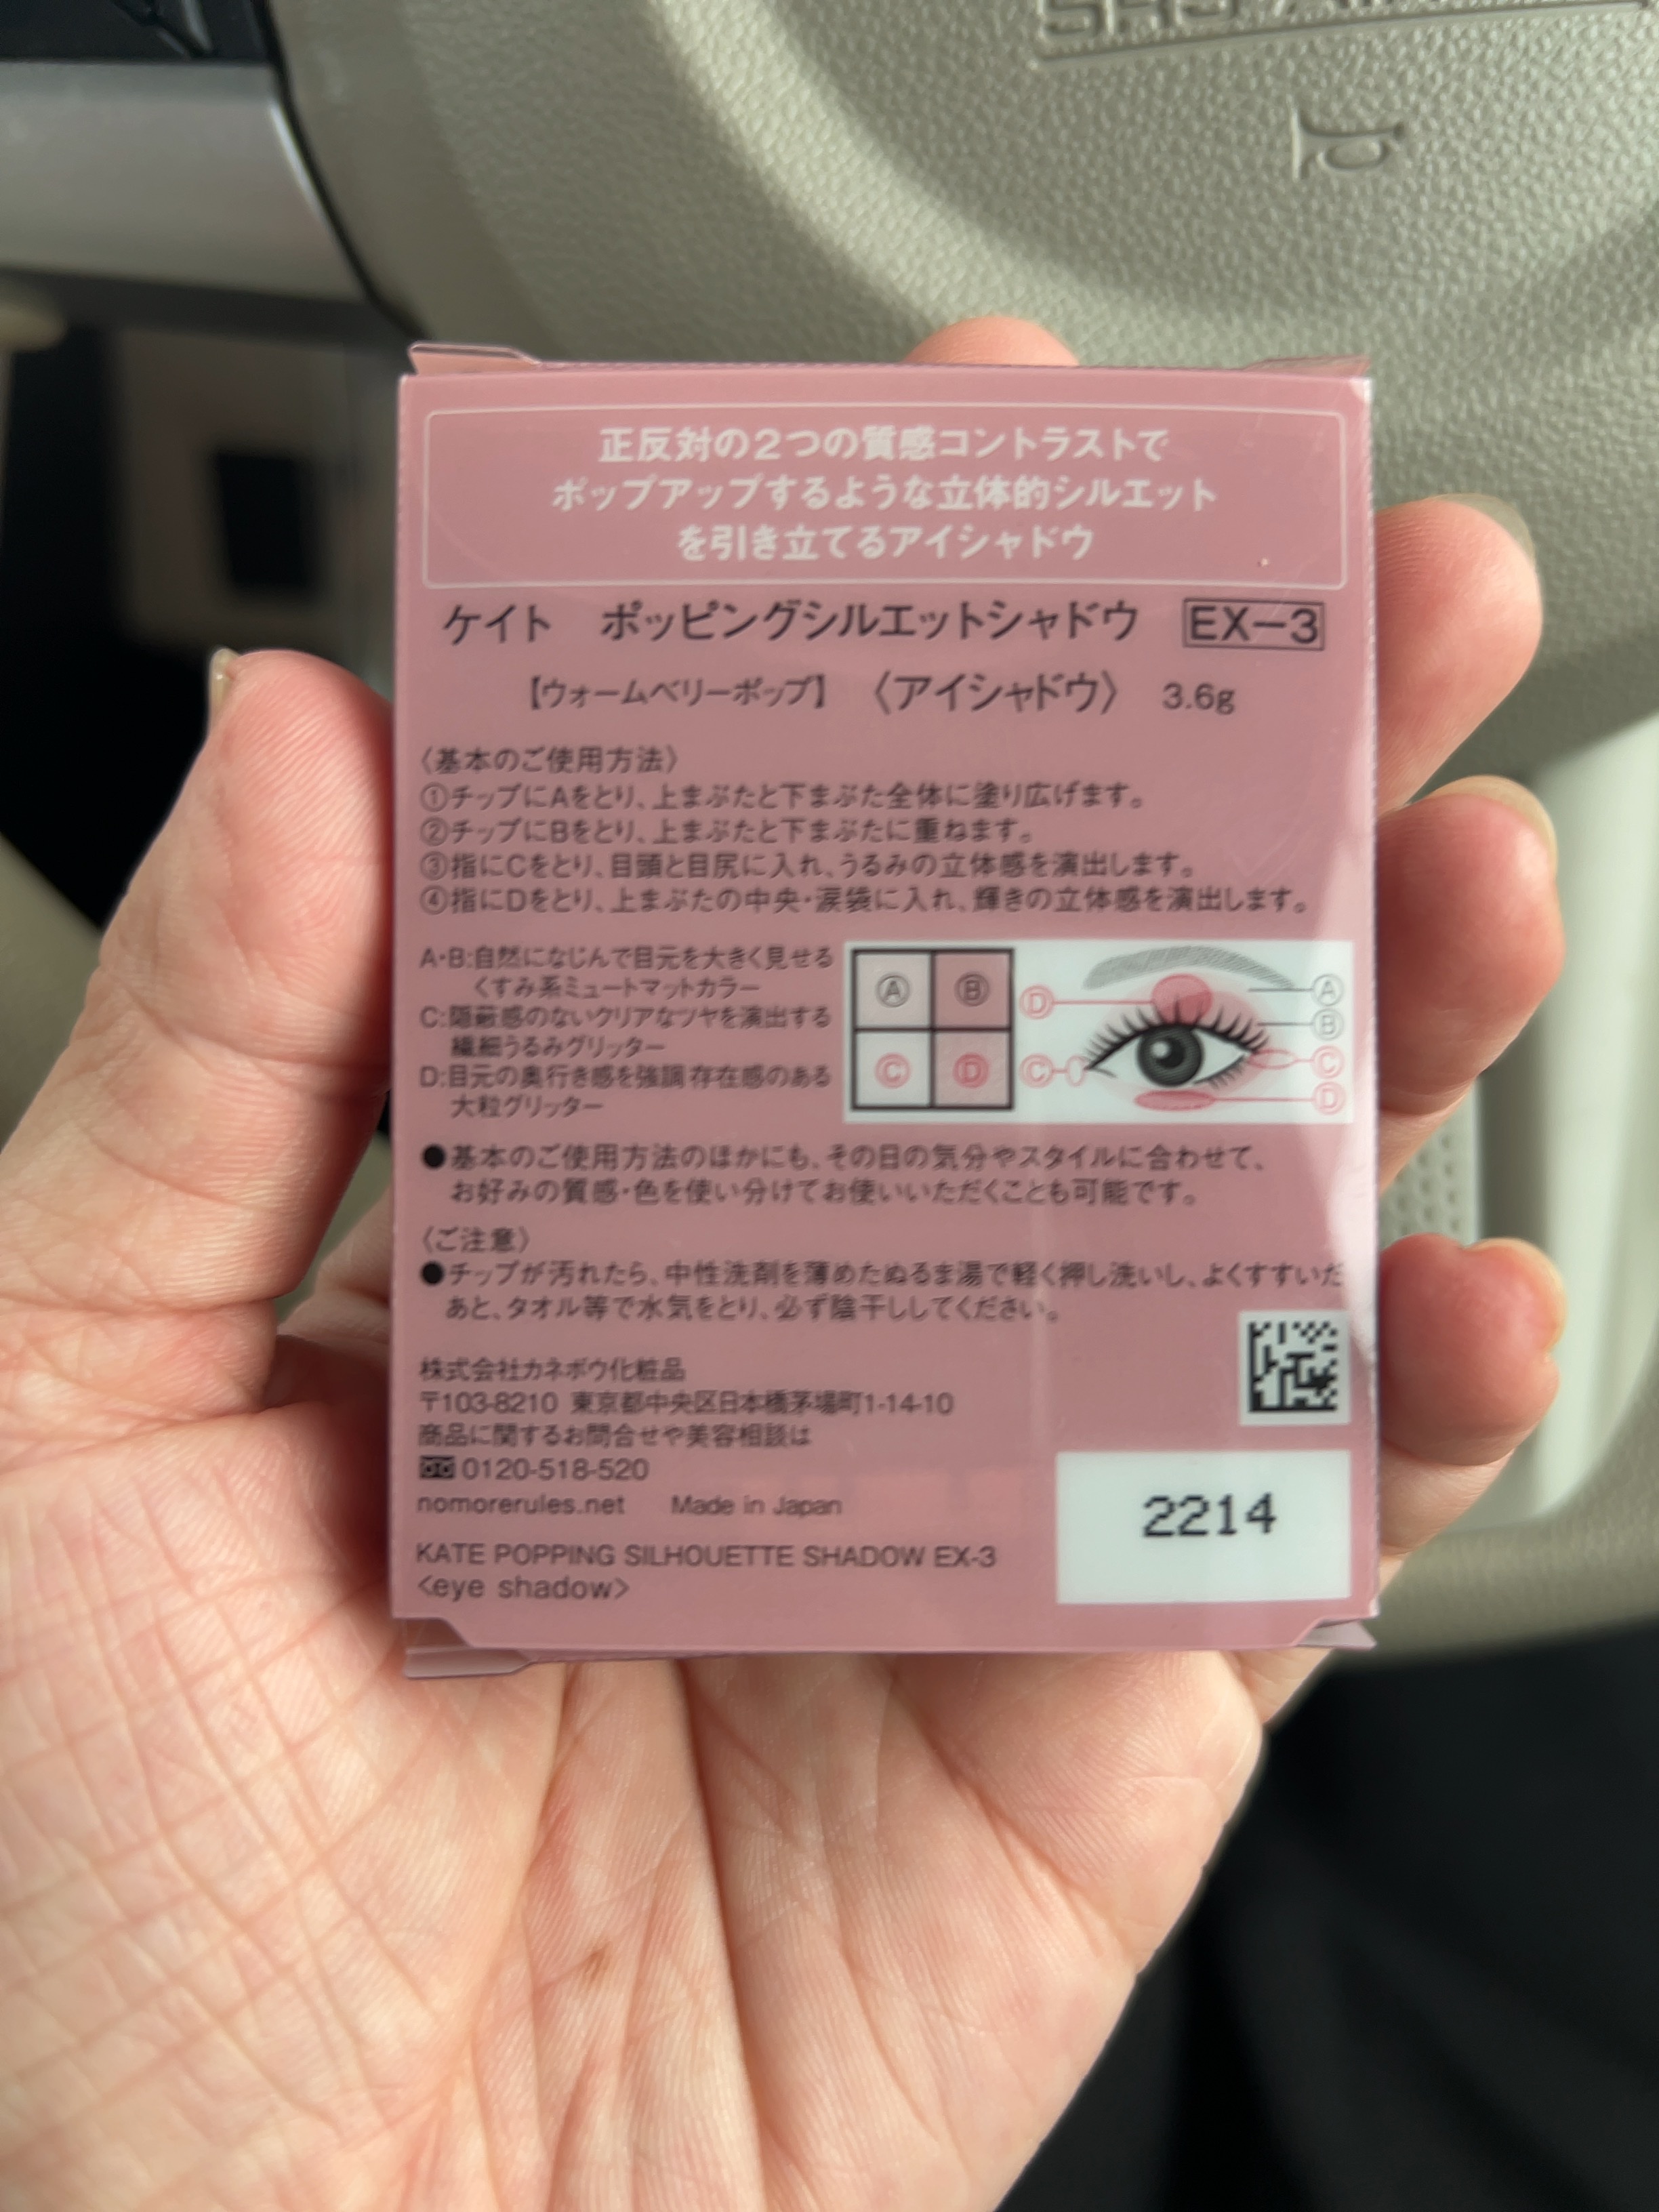 SRS AIRBAG
正反対の2つの質感コントラストで
ポップアップするような立体的シルエット
を引き立てるアイシャドウ
ケイト ポッピングシルエットシャドウ EX-3
【ウォームベリーポップ】 〈アイシャドウ〉 3.6g
〈基本のご使用方法〉
①チップにAをとり、上まぶたと下まぶた全体に塗り広げます。
②チップにBをとり、上まぶたと下まぶたに重ねます。
③指にCをとり、目頭と目尻に入れ、うるみの立体感を演出します。
④指にDをとり、上まぶたの中央・涙袋に入れ、輝きの立体感を演出します。
A・B:自然になじんで目元を大きく見せる
くすみ系ミュートマットカラー
C:隠蔽感のないクリアなツヤを演出する
繊細うるみグリッター
D:目元の奥行き感を強調 存在感のある
大粒グリッター
Ⓐ Ⓑ
Ⓒ Ⓓ
Ⓓ Ⓐ
Ⓑ
Ⓒ Ⓒ
Ⓓ
●基本のご使用方法のほかにも、その日の気分やスタイルに合わせて、
お好みの質感・色を使い分けてお使いいただくことも可能です。
〈ご注意〉
●チップが汚れたら、中性洗剤を薄めたぬるま湯で軽く押し洗いし、よくすすいだ
あと、タオル等で水気をとり、必ず陰干ししてください。
株式会社カネボウ化粧品
〒103-8210 東京都中央区日本橋茅場町1-14-10
商品に関するお問合せや美容相談は
0120-518-520
nomorerules.net Made in Japan
KATE POPPING SILHOUETTE SHADOW EX-3
<eye shadow>
2214